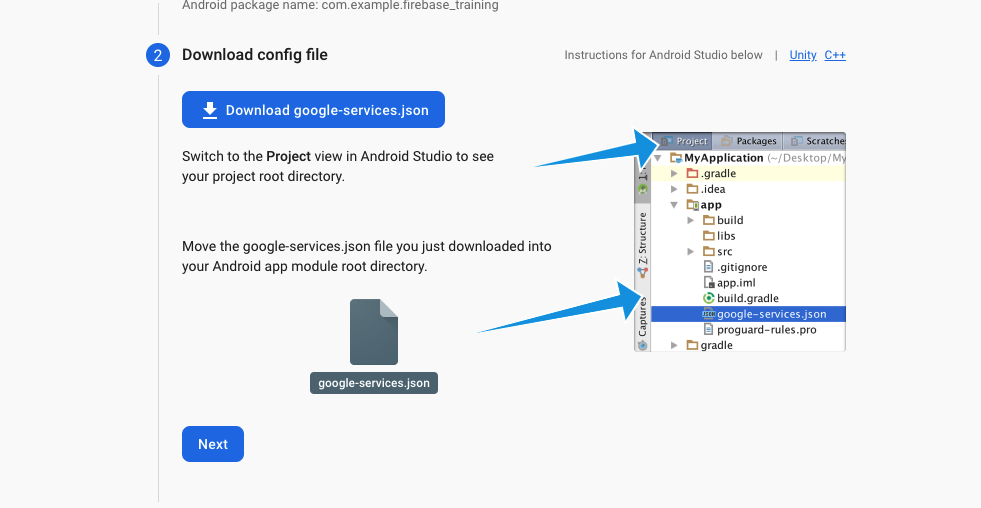 Android package name: com.example.firebase_training
2 Download config file
Instructions for Android Studio below | Unity C++
Download google-services.json
Switch to the Project view in Android Studio to see
your project root directory.
Move the google-services.json file you just downloaded into
your Android app module root directory.
google-services.json
Next
Project Packages Scratches
MyApplication (~/Desktop/My
.gradle
.idea
app
build
libs
src
.gitignore
app.iml
build.gradle
google-services.json
proguard-rules.pro
gradle
Z: Structure
Captures